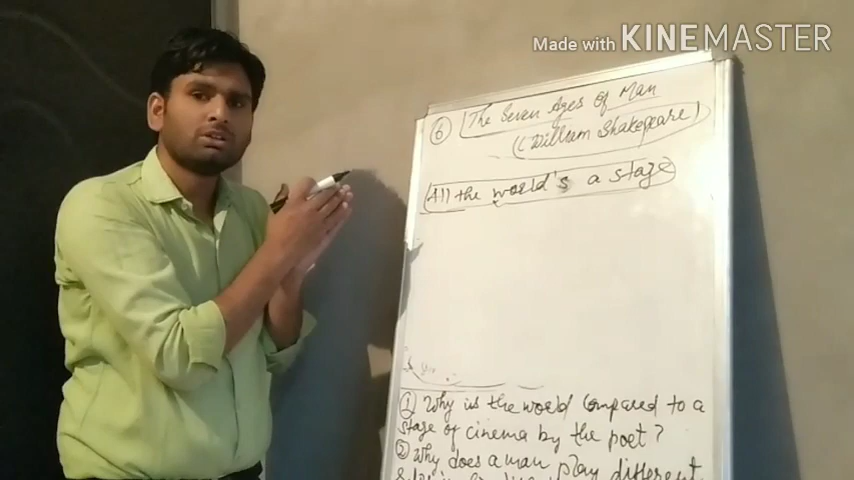 Made with KINEMASTER
6 The Seven Ages of Man
(William Shakepeare)
All the world's a stage
1 Why is the world compared to a
stage of cinema by the poet?
2 Why does a man play different